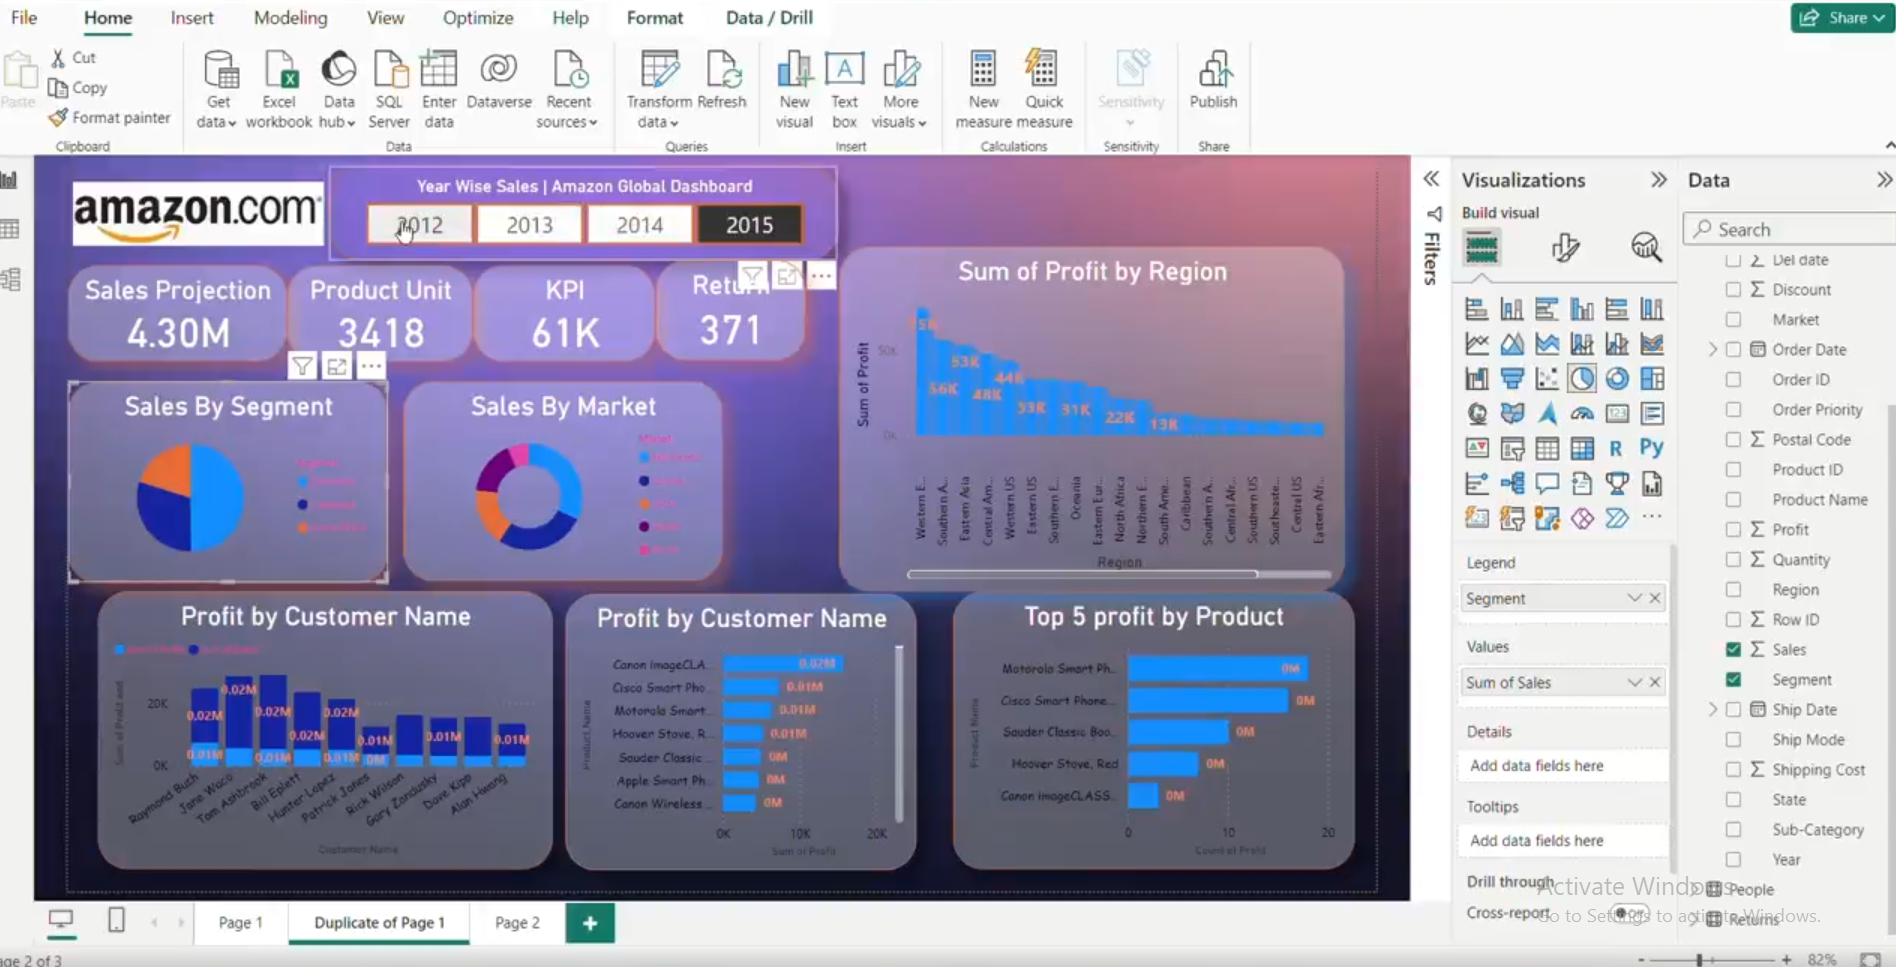 File Home Insert Modeling View Optimize Help Format Data / Drill Share
Cut
Copy
Format painter
Paste
Clipboard
Get data
Excel workbook
Data hub
SQL Server
Enter data
Dataverse
Recent sources
Data
Transform data
Refresh
Queries
New visual
Text box
More visuals
Insert
New measure
Quick measure
Calculations
Sensitivity
Sensitivity
Publish
Share
amazon.com
Year Wise Sales | Amazon Global Dashboard
2012 2013 2014 2015
Sales Projection
4.30M
Product Unit
3418
KPI
61K
Return
371
Sales By Segment
Sales By Market
Market
Sum of Profit by Region
Sum of Profit
50K
0K
56K
53K
48K
44K
33K
31K
22K
13K
Western E...
Southern A...
Eastern Asia
Central Am...
Western US
Eastern US
Southern E...
Oceania
Eastern Eur...
North Africa
Northern E...
South Ame...
Caribbean
Southern A...
Central Afr...
Southern US
Southeaste...
Central US
Eastern Afr...
Region
Profit by Customer Name
20K
0K
0.02M 0.02M 0.02M 0.02M 0.02M 0.01M 0.01M 0.01M
0.01M 0.01M 0.01M 0M
Raymond Buch
Jane Waco
Tom Ashbrook
Bill Eplett
Hunter Lopez
Patrick Jones
Rick Wilson
Gary Zandusky
Dave Kipp
Alan Hwang
Customer Name
Profit by Customer Name
Product Name
Canon imageCLA... 0.02M
Cisco Smart Pho... 0.01M
Motorola Smart... 0.01M
Hoover Stove, R... 0.01M
Sauder Classic... 0M
Apple Smart Ph... 0M
Canon Wireless ... 0M
0K 10K 20K
Sum of Profit
Top 5 profit by Product
Product Name
Motorola Smart Ph... 0M
Cisco Smart Phone... 0M
Sauder Classic Boo... 0M
Hoover Stove, Red 0M
Canon imageCLASS... 0M
0 10 20
Count of Profit
Filters
Visualizations
Build visual
R Py
Legend
Segment
Values
Sum of Sales
Details
Add data fields here
Tooltips
Add data fields here
Drill through
Cross-report
Off
Data
Search
Del date
Discount
Market
Order Date
Order ID
Order Priority
Postal Code
Product ID
Product Name
Profit
Quantity
Region
Row ID
Sales
Segment
Ship Date
Ship Mode
Shipping Cost
State
Sub-Category
Year
People
Returns
Activate Windows
Go to Settings to activate Windows.
Page 1 Duplicate of Page 1 Page 2 +
age 2 of 3
- + 82%